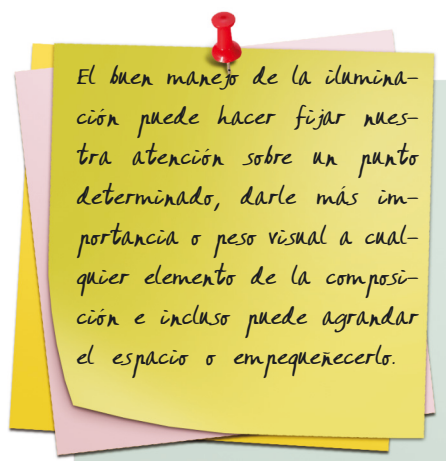 El buen manejo de la ilumina-
ción puede hacer fijar nues-
tra atención sobre un punto
determinado, darle más im-
portancia o peso visual a cual-
quier elemento de la composi-
ción e incluso puede agrandar
el espacio o empequeñecerlo.